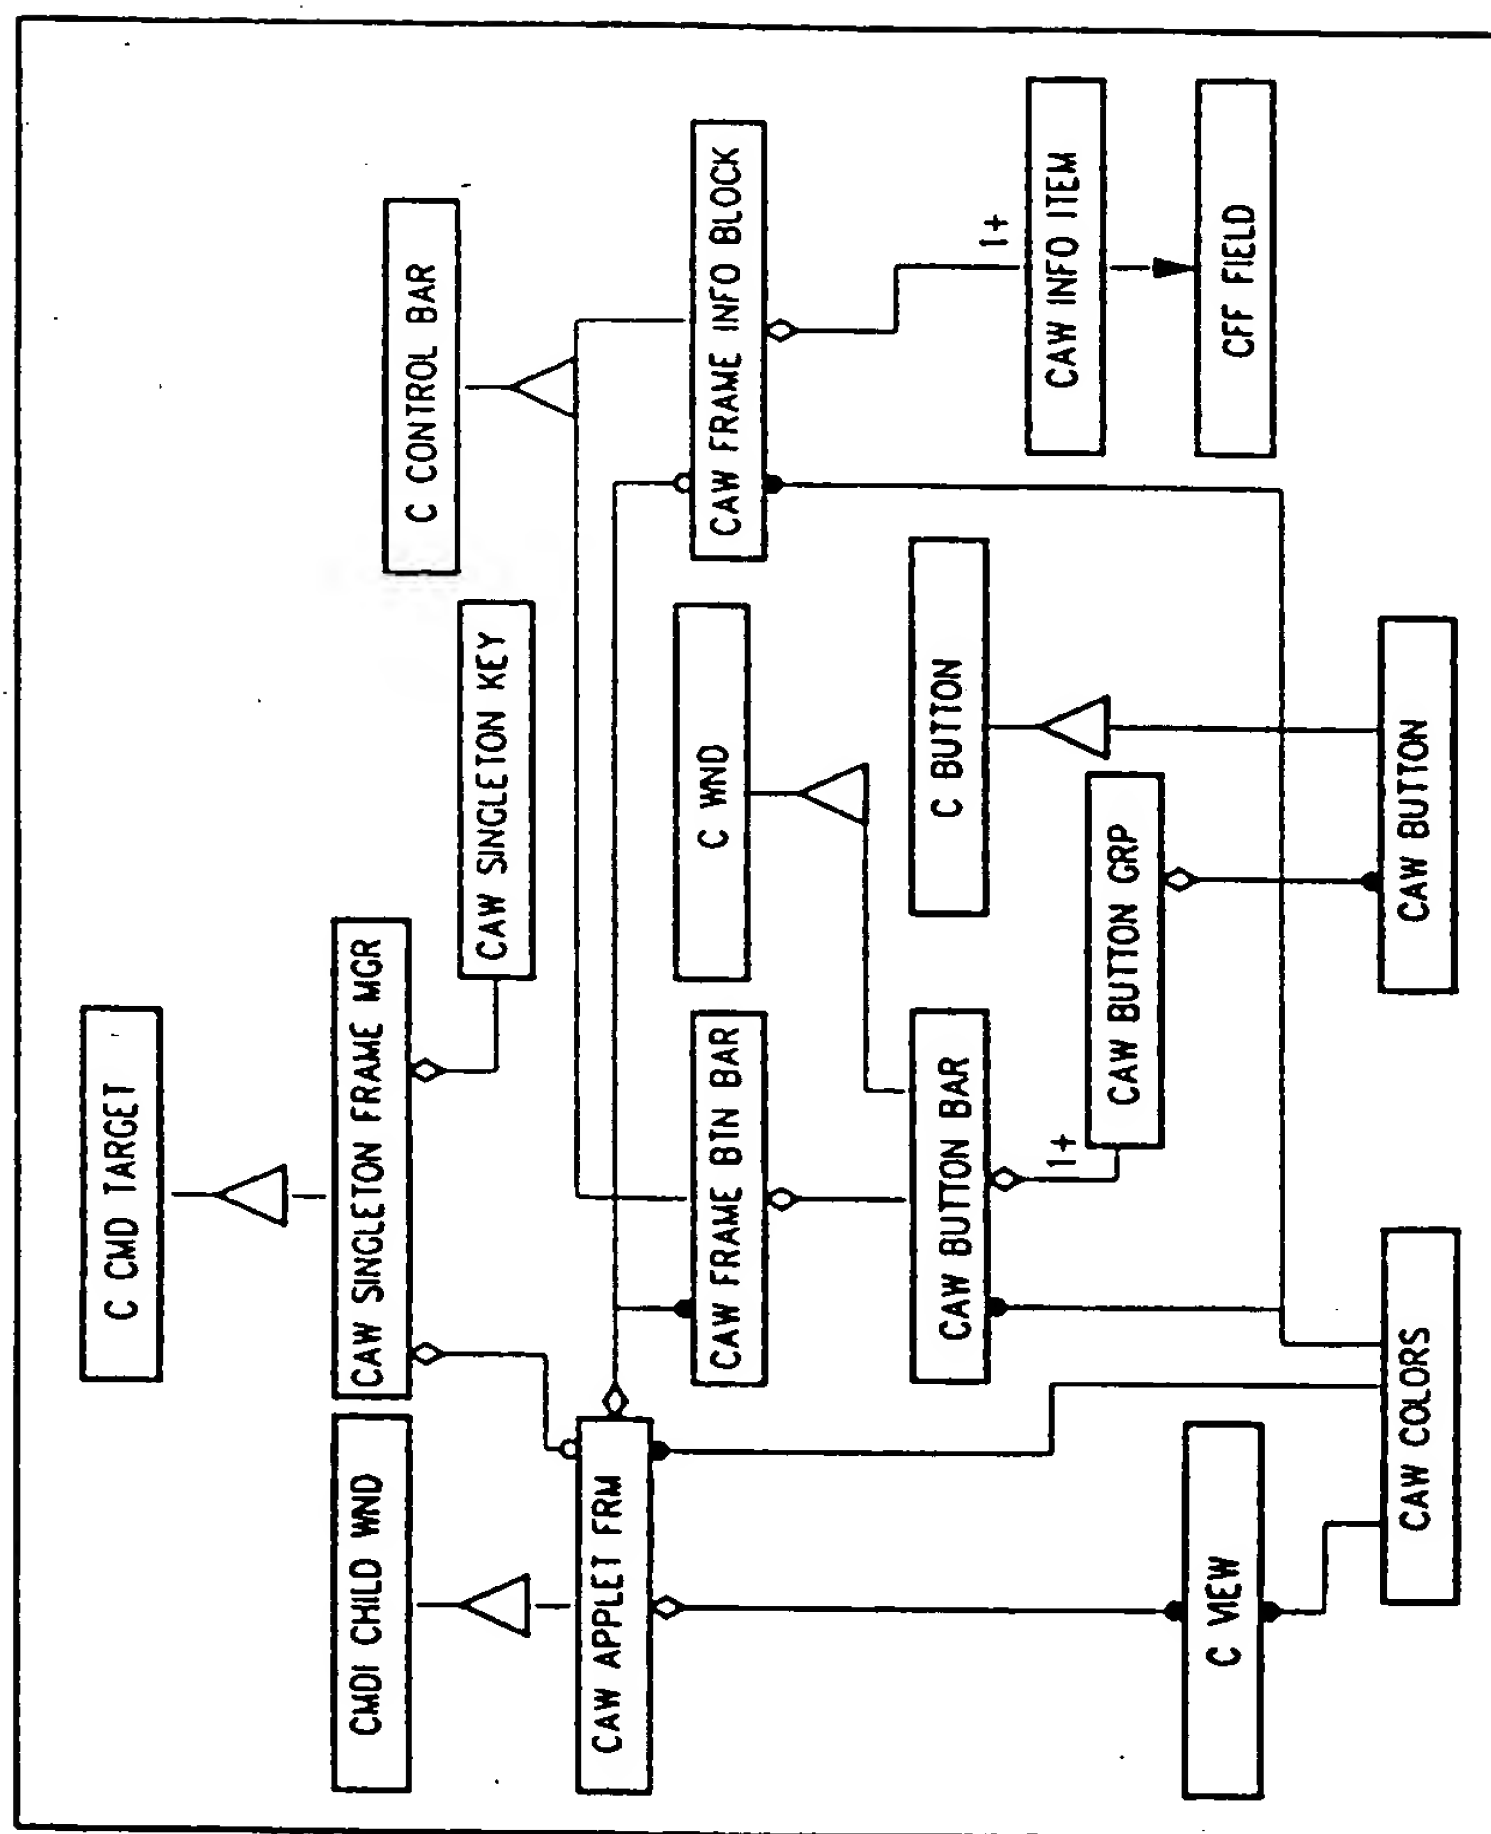 C CMD TARGET
CMDI CHILD WND
CAW SINGLETON FRAME MGR
C CONTROL BAR
CAW SINGLETON KEY
CAW APPLET FRM
CAW FRAME BTN BAR
C WND
CAW FRAME INFO BLOCK
CAW BUTTON BAR
C BUTTON
1+
1+
CAW INFO ITEM
CAW BUTTON GRP
C VIEW
CFF FIELD
CAW COLORS
CAW BUTTON